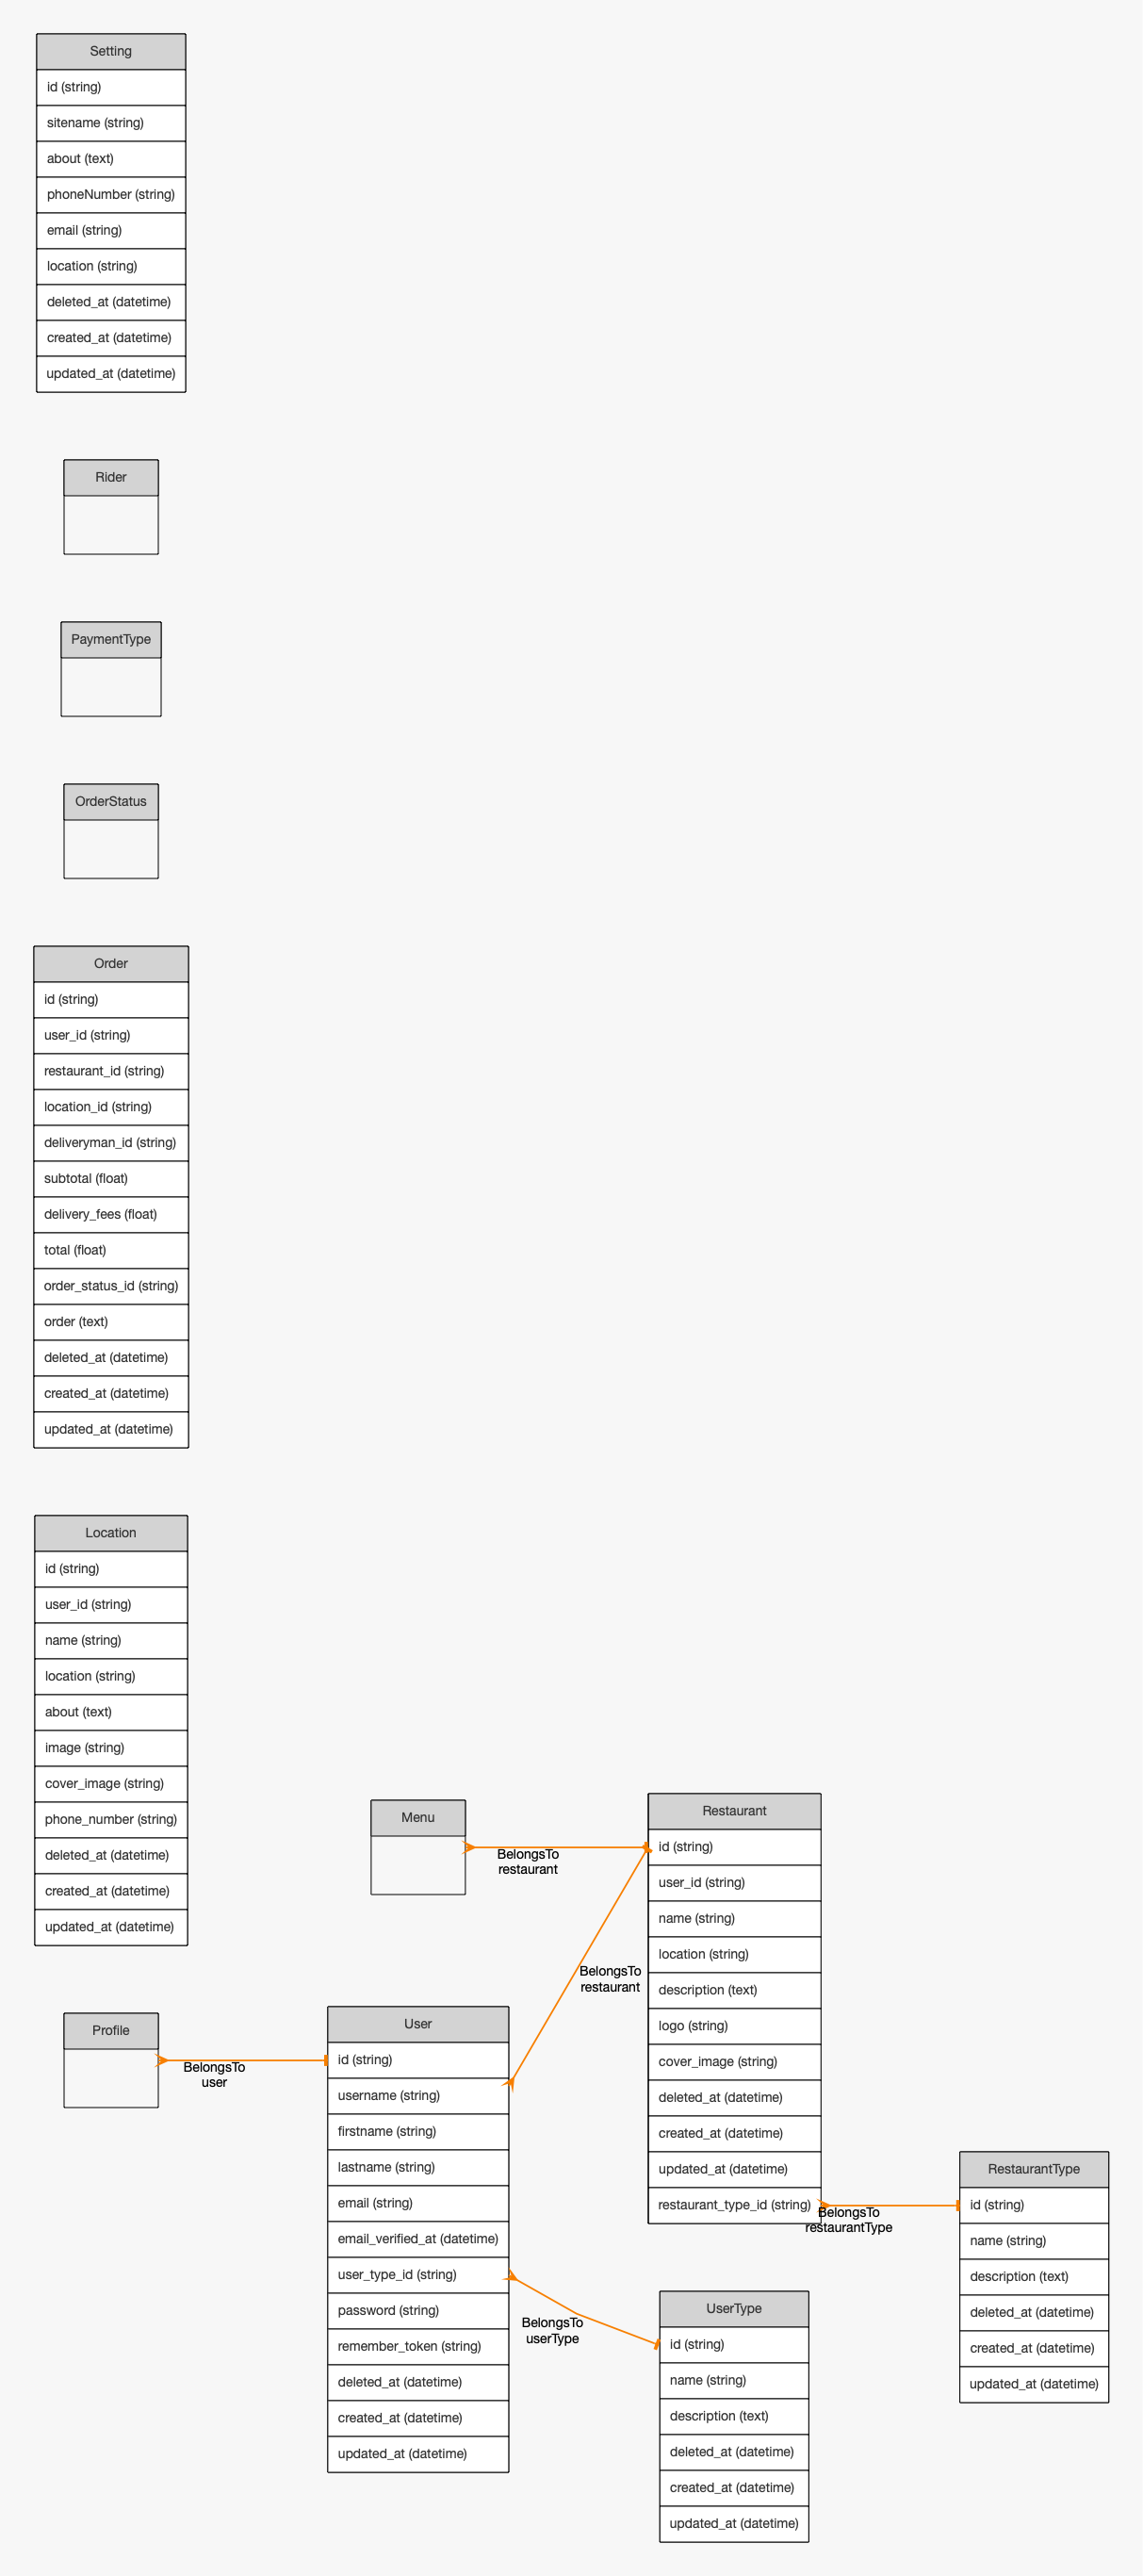 Setting
id (string)
sitename (string)
about (text)
phoneNumber (string)
email (string)
location (string)
deleted_at (datetime)
created_at (datetime)
updated_at (datetime)
Rider
PaymentType
OrderStatus
Order
id (string)
user_id (string)
restaurant_id (string)
location_id (string)
deliveryman_id (string)
subtotal (float)
delivery_fees (float)
total (float)
order_status_id (string)
order (text)
deleted_at (datetime)
created_at (datetime)
updated_at (datetime)
Location
id (string)
user_id (string)
name (string)
location (string)
about (text)
image (string)
cover_image (string)
phone_number (string)
deleted_at (datetime)
created_at (datetime)
updated_at (datetime)
Menu
BelongsTo
restaurant
Restaurant
id (string)
user_id (string)
name (string)
location (string)
description (text)
logo (string)
cover_image (string)
deleted_at (datetime)
created_at (datetime)
updated_at (datetime)
restaurant_type_id (string)
BelongsTo
restaurant
Profile
BelongsTo
user
User
id (string)
username (string)
firstname (string)
lastname (string)
email (string)
email_verified_at (datetime)
user_type_id (string)
password (string)
remember_token (string)
deleted_at (datetime)
created_at (datetime)
updated_at (datetime)
BelongsTo
restaurantType
RestaurantType
id (string)
name (string)
description (text)
deleted_at (datetime)
created_at (datetime)
updated_at (datetime)
BelongsTo
userType
UserType
id (string)
name (string)
description (text)
deleted_at (datetime)
created_at (datetime)
updated_at (datetime)